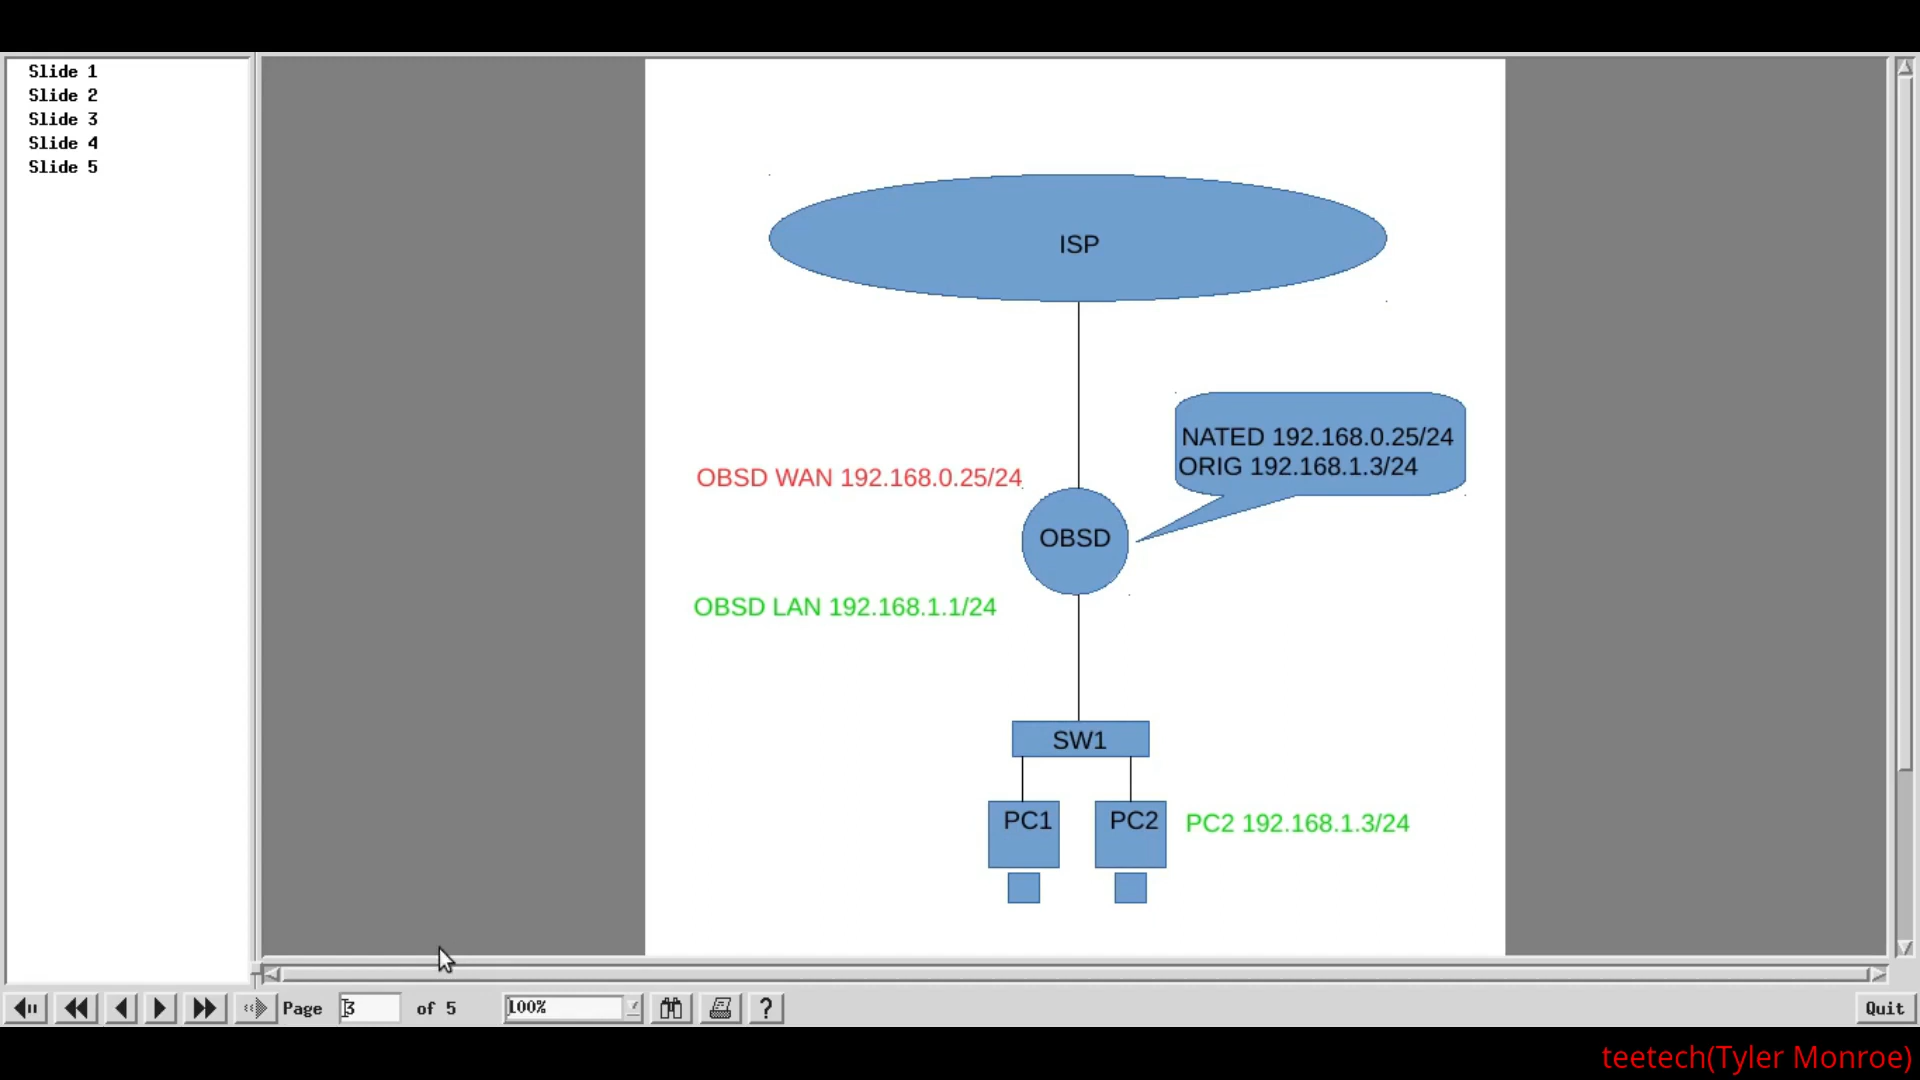 Slide 1
Slide 2
Slide 3
Slide 4
Slide 5
ISP
NATED 192.168.0.25/24
ORIG 192.168.1.3/24
OBSD WAN 192.168.0.25/24
OBSD
OBSD LAN 192.168.1.1/24
SW1
PC1
PC2
PC2 192.168.1.3/24
Page 3 of 5 100% ? Quit
teetech(Tyler Monroe)